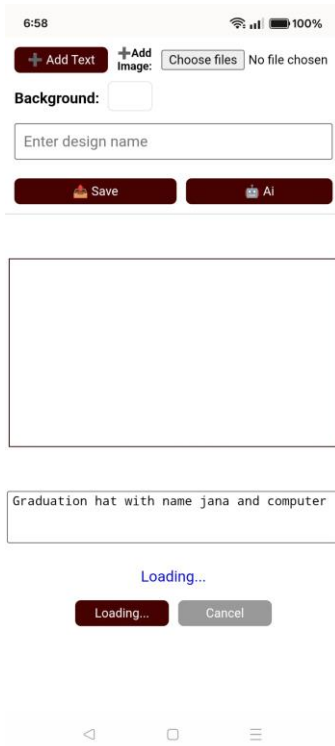 6:58 100%
➕ Add Text ➕Add Image: Choose files No file chosen
Background:
Enter design name
📤 Save 🤖 Ai
Graduation hat with name jana and computer
Loading...
Loading... Cancel